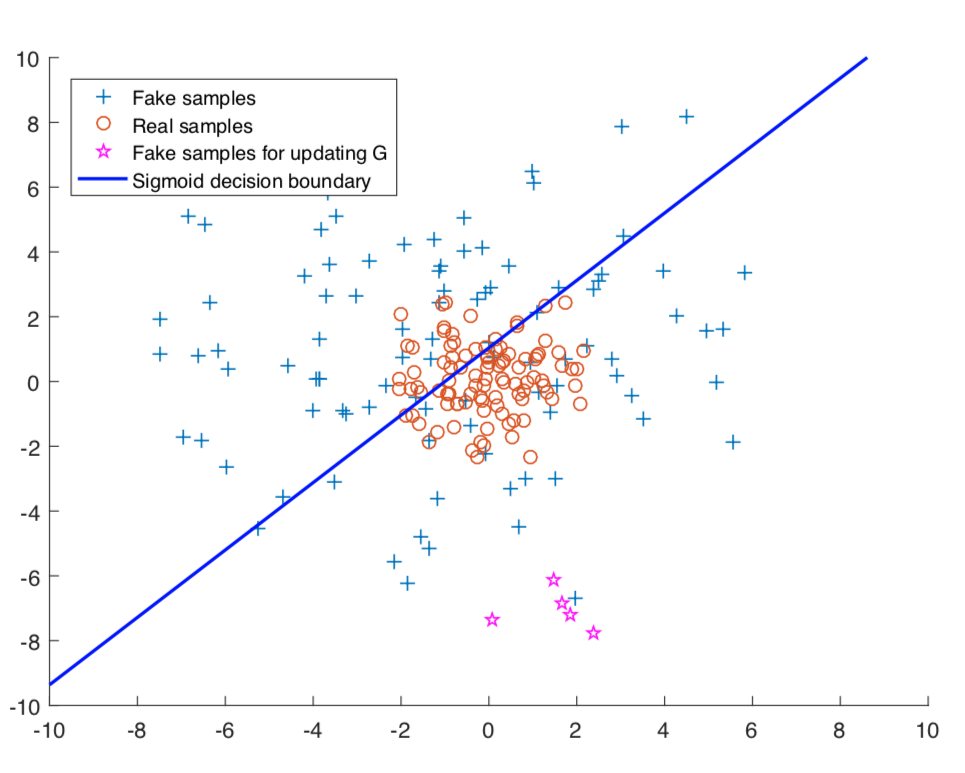 10
8
6
4
2
0
-2
-4
-6
-8
-10
Fake samples
Real samples
Fake samples for updating G
Sigmoid decision boundary
-10 -8 -6 -4 -2 0 2 4 6 8 10